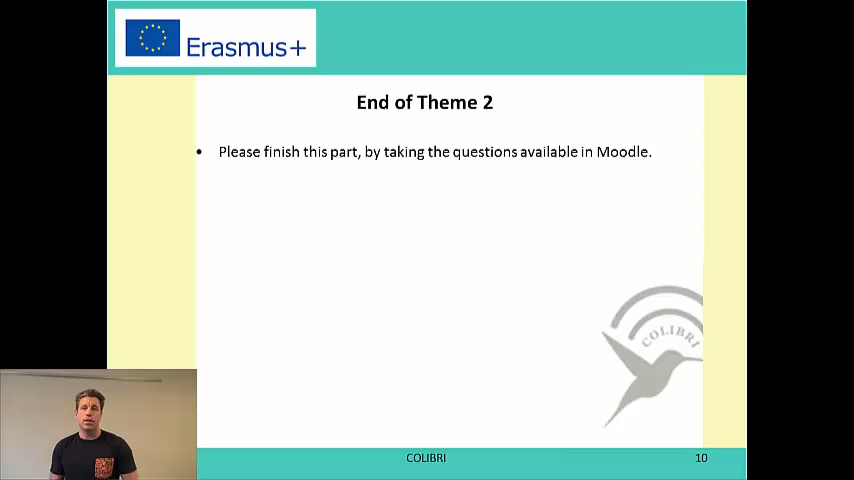 Erasmus+
End of Theme 2
• Please finish this part, by taking the questions available in Moodle.
COLIBRI
COLIBRI
10